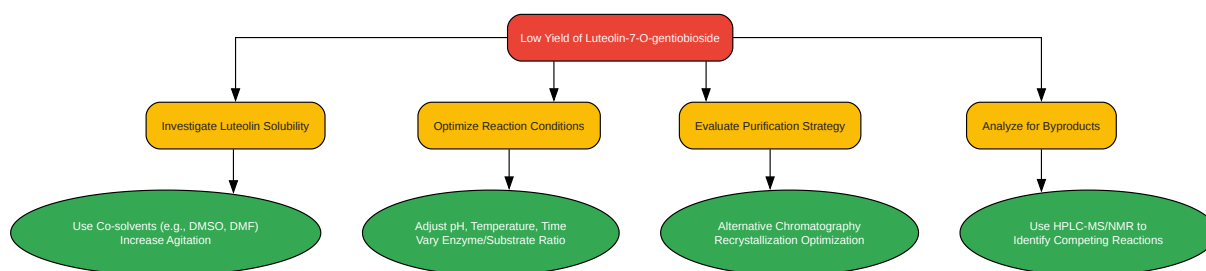 Low Yield of Luteolin-7-O-gentiobioside
Investigate Luteolin Solubility
Optimize Reaction Conditions
Evaluate Purification Strategy
Analyze for Byproducts
Use Co-solvents (e.g., DMSO, DMF)
Increase Agitation
Adjust pH, Temperature, Time
Vary Enzyme/Substrate Ratio
Alternative Chromatography
Recrystallization Optimization
Use HPLC-MS/NMR to
Identify Competing Reactions